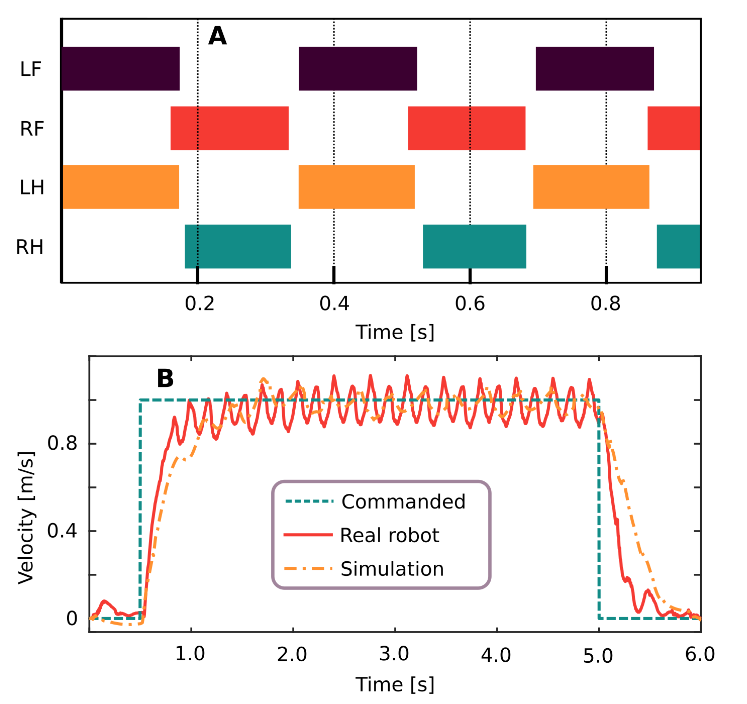 A
LF
RF
LH
RH
0.2 0.4 0.6 0.8
Time [s]
B
Velocity [m/s]
0.8
0.4
0
Commanded
Real robot
Simulation
1.0 2.0 3.0 4.0 5.0 6.0
Time [s]